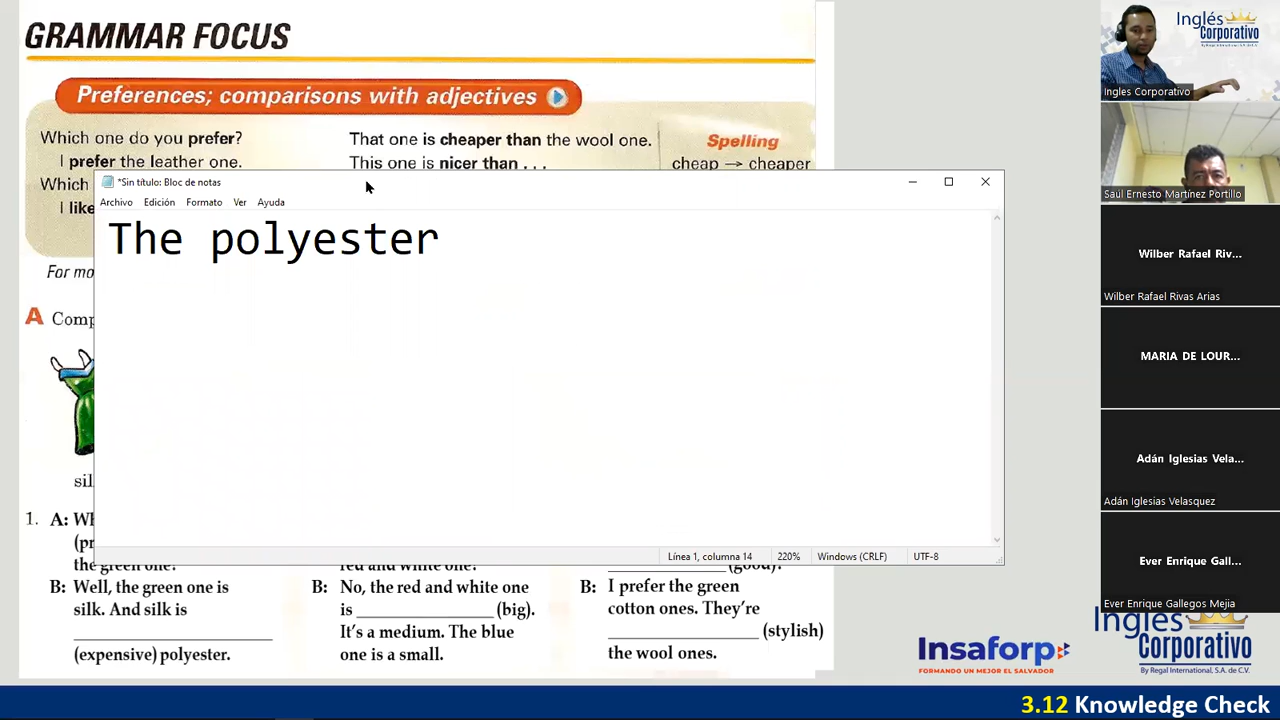 GRAMMAR FOCUS
Preferences; comparisons with adjectives
Which one do you prefer?
I prefer the leather one.
Which
I like
That one is cheaper than the wool one.
This one is nicer than . . .
Spelling
cheap → cheaper
*Sin título: Bloc de notas
Archivo Edición Formato Ver Ayuda
The polyester
Línea 1, columna 14 220% Windows (CRLF) UTF-8
For mo
A Comp
sil
1. A: Wh
(pr
the green one?
B: Well, the green one is
silk. And silk is
(expensive) polyester.
red and white one?
B: No, the red and white one
is (big).
It's a medium. The blue
one is a small.
(good)?
B: I prefer the green
cotton ones. They're
(stylish)
the wool ones.
Inglés
Corporativo
By Regal International, S.A. de C.V.
Ingles Corporativo
Saúl Ernesto Martínez Portillo
Wilber Rafael Riv...
Wilber Rafael Rivas Arias
MARIA DE LOUR...
Adán Iglesias Vela...
Adán Iglesias Velasquez
Ever Enrique Gall...
Ever Enrique Gallegos Mejia
Insaforp
FORMANDO UN MEJOR EL SALVADOR
Inglés
Corporativo
By Regal International, S.A. de C.V.
3.12 Knowledge Check